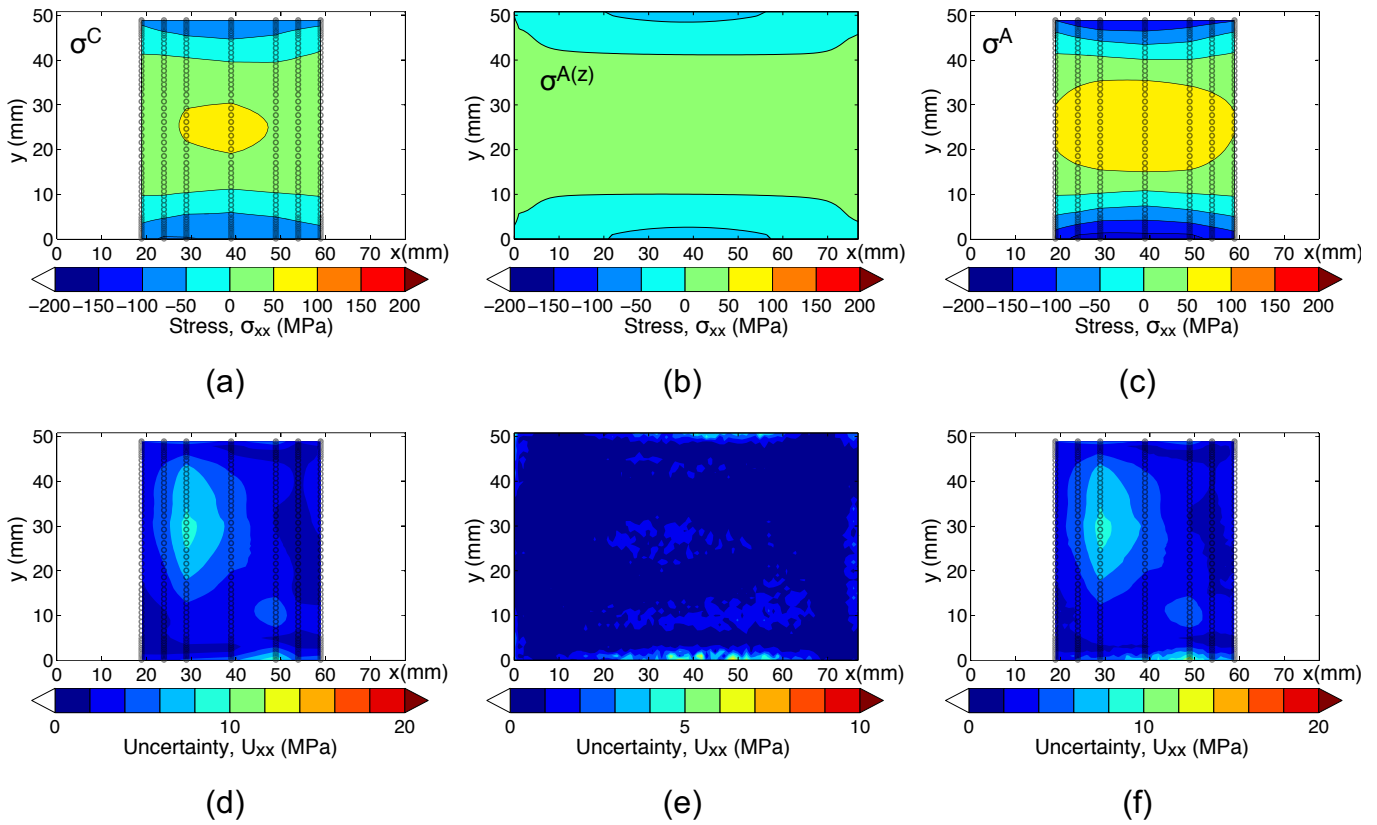 σC
σA(z)
σA
y (mm)
50
40
30
20
10
0
0 10 20 30 40 50 60 70 x(mm)
−200 −150 −100 −50 0 50 100 150 200
Stress, σxx (MPa)
(a)
y (mm)
50
40
30
20
10
0
0 10 20 30 40 50 60 70 x(mm)
−200 −150 −100 −50 0 50 100 150 200
Stress, σxx (MPa)
(b)
y (mm)
50
40
30
20
10
0
0 10 20 30 40 50 60 70 x(mm)
−200 −150 −100 −50 0 50 100 150 200
Stress, σxx (MPa)
(c)
y (mm)
50
40
30
20
10
0
0 10 20 30 40 50 60 70 x(mm)
0 10 20
Uncertainty, Uxx (MPa)
(d)
y (mm)
50
40
30
20
10
0
0 10 20 30 40 50 60 70 x(mm)
0 5 10
Uncertainty, Uxx (MPa)
(e)
y (mm)
50
40
30
20
10
0
0 10 20 30 40 50 60 70 x(mm)
0 10 20
Uncertainty, Uxx (MPa)
(f)